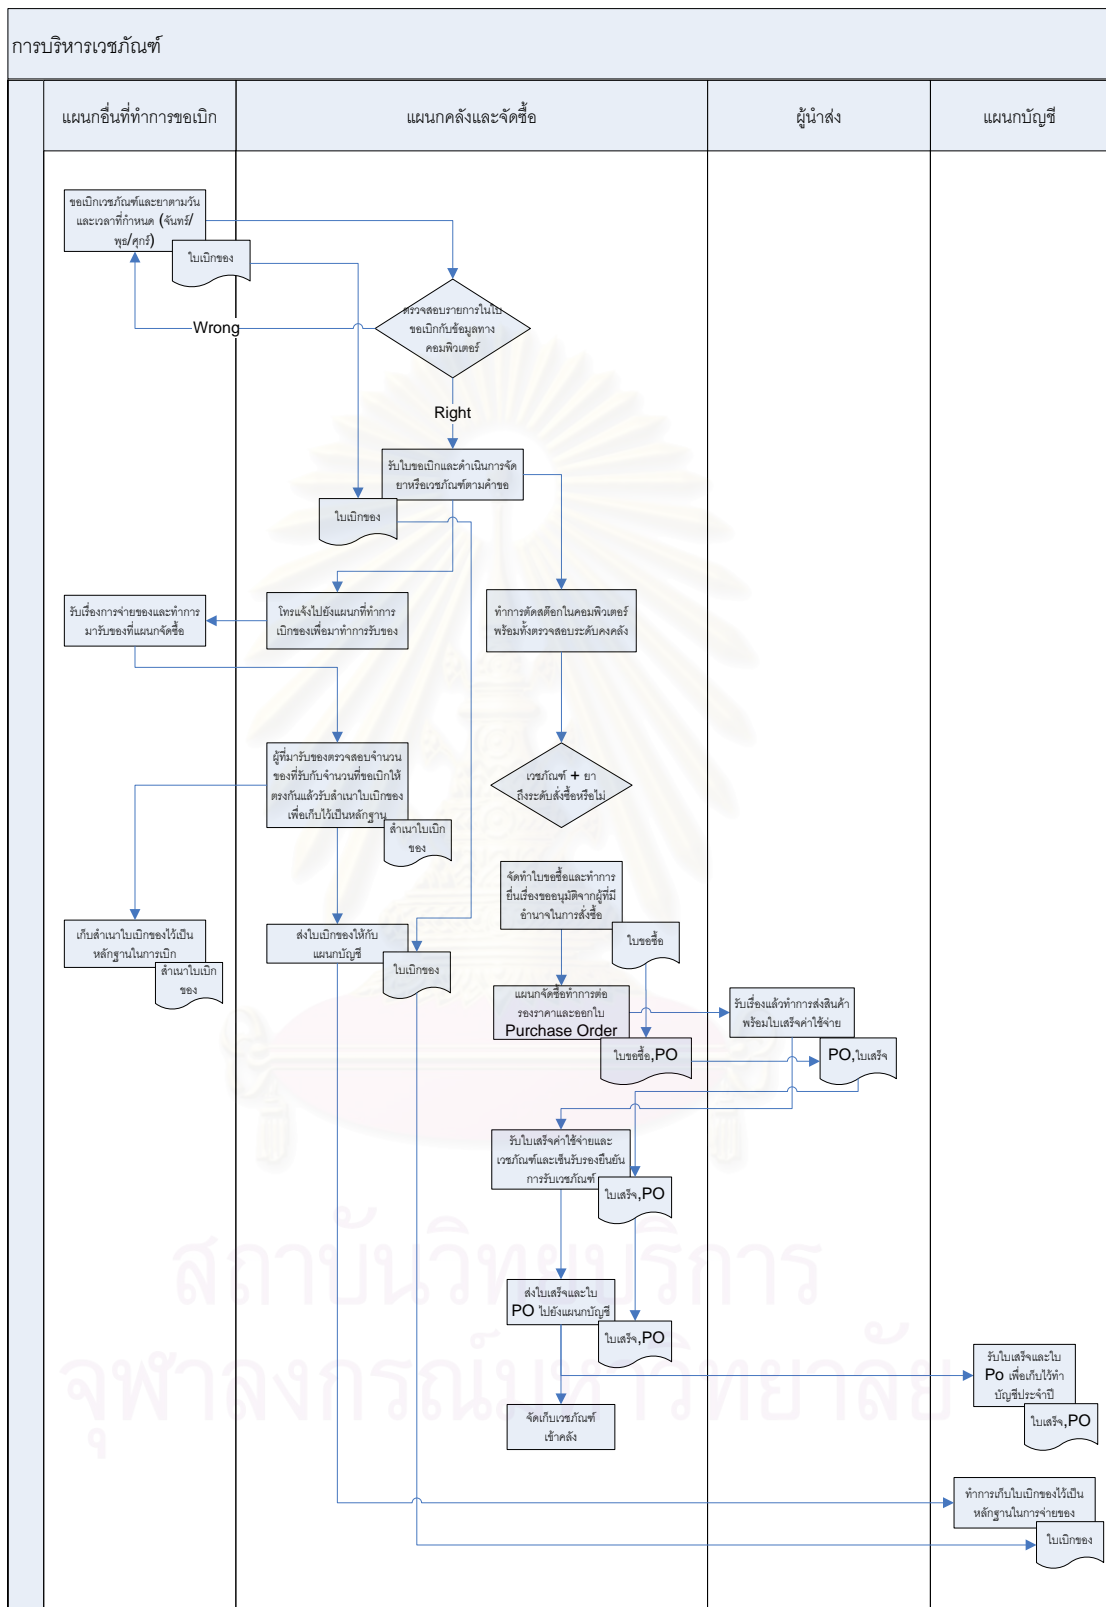 การบริหารเวชภัณฑ์
แผนกอื่นที่ทำการขอเบิก
แผนกคลังและจัดซื้อ
ผู้นำส่ง
แผนกบัญชี
ขอเบิกเวชภัณฑ์และยาตามวัน
และเวลาที่กำหนด (จันทร์/
พุธ/ศุกร์)
ใบเบิกของ
ตรวจสอบรายการในใบ
ขอเบิกกับข้อมูลทาง
คอมพิวเตอร์
Wrong
Right
รับใบขอเบิกและดำเนินการจัด
ยาหรือเวชภัณฑ์ตามคำขอ
ใบเบิกของ
รับเรื่องการจ่ายของและทำการ
มารับของที่แผนกจัดซื้อ
โทรแจ้งไปยังแผนกที่ทำการ
เบิกของเพื่อมาทำการรับของ
ทำการตัดสต๊อกในคอมพิวเตอร์
พร้อมทั้งตรวจสอบระดับคงคลัง
ผู้ที่มารับของตรวจสอบจำนวน
ของที่รับกับจำนวนที่ขอเบิกให้
ตรงกันแล้วรับสำเนาใบเบิกของ
เพื่อเก็บไว้เป็นหลักฐาน
สำเนาใบเบิก
ของ
เวชภัณฑ์ + ยา
ถึงระดับสั่งซื้อหรือไม่
จัดทำใบขอซื้อและทำการ
ยื่นเรื่องขออนุมัติจากผู้ที่มี
อำนาจในการสั่งซื้อ
ใบขอซื้อ
เก็บสำเนาใบเบิกของไว้เป็น
หลักฐานในการเบิก
สำเนาใบเบิก
ของ
ส่งใบเบิกของให้กับ
แผนกบัญชี
ใบเบิกของ
แผนกจัดซื้อทำการต่อ
รองราคาและออกใบ
Purchase Order
ใบขอซื้อ,PO
รับเรื่องแล้วทำการส่งสินค้า
พร้อมใบเสร็จค่าใช้จ่าย
PO,ใบเสร็จ
รับใบเสร็จค่าใช้จ่ายและ
เวชภัณฑ์และเซ็นรับรองยืนยัน
การรับเวชภัณฑ์
ใบเสร็จ,PO
ส่งใบเสร็จและใบ
PO ไปยังแผนกบัญชี
ใบเสร็จ,PO
รับใบเสร็จและใบ
Po เพื่อเก็บไว้ทำ
บัญชีประจำปี
ใบเสร็จ,PO
จัดเก็บเวชภัณฑ์
เข้าคลัง
ทำการเก็บใบเบิกของไว้เป็น
หลักฐานในการจ่ายของ
ใบเบิกของ
สถาบันวิทยบริการ
จุฬาลงกรณ์มหาวิทยาลัย